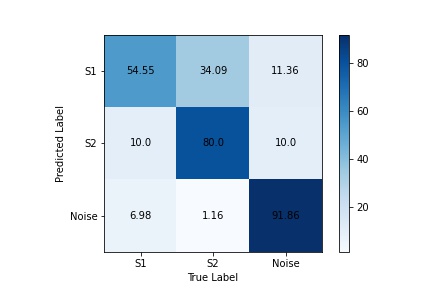 Predicted Label
S1 54.55 34.09 11.36
S2 10.0 80.0 10.0
Noise 6.98 1.16 91.86
S1 S2 Noise
True Label
80
60
40
20